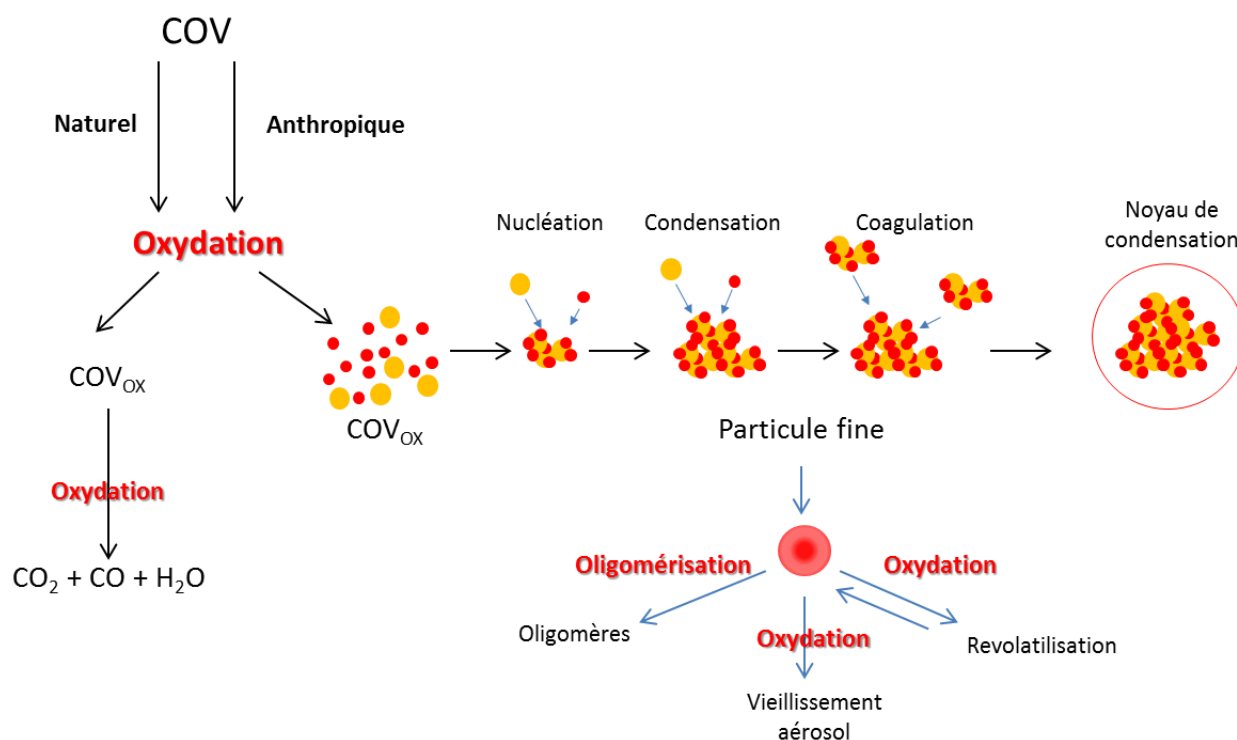 COV
Naturel
Anthropique
Oxydation
COVOX
Oxydation
CO2 + CO + H2O
COVOX
Nucléation
Condensation
Coagulation
Noyau de
condensation
Particule fine
Oligomérisation
Oxydation
Oligomères
Oxydation
Revolatilisation
Vieillissement
aérosol